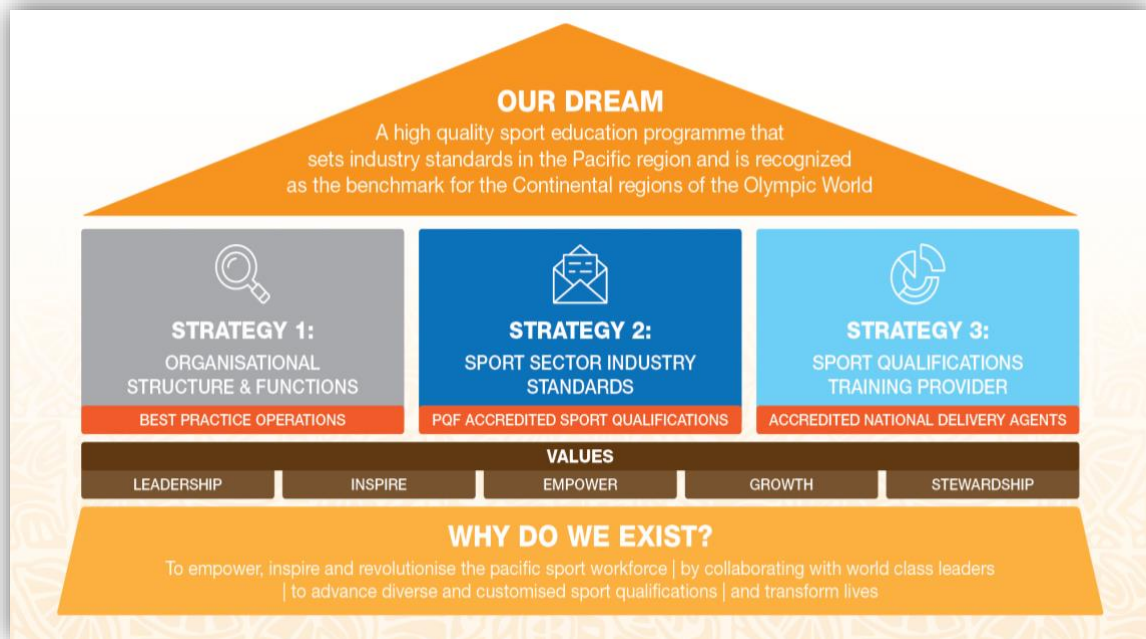 OUR DREAM
A high quality sport education programme that
sets industry standards in the Pacific region and is recognized
as the benchmark for the Continental regions of the Olympic World
STRATEGY 1:
ORGANISATIONAL
STRUCTURE & FUNCTIONS
BEST PRACTICE OPERATIONS
STRATEGY 2:
SPORT SECTOR INDUSTRY
STANDARDS
PQF ACCREDITED SPORT QUALIFICATIONS
STRATEGY 3:
SPORT QUALIFICATIONS
TRAINING PROVIDER
ACCREDITED NATIONAL DELIVERY AGENTS
VALUES
LEADERSHIP
INSPIRE
EMPOWER
GROWTH
STEWARDSHIP
WHY DO WE EXIST?
To empower, inspire and revolutionise the pacific sport workforce | by collaborating with world class leaders
| to advance diverse and customised sport qualifications | and transform lives